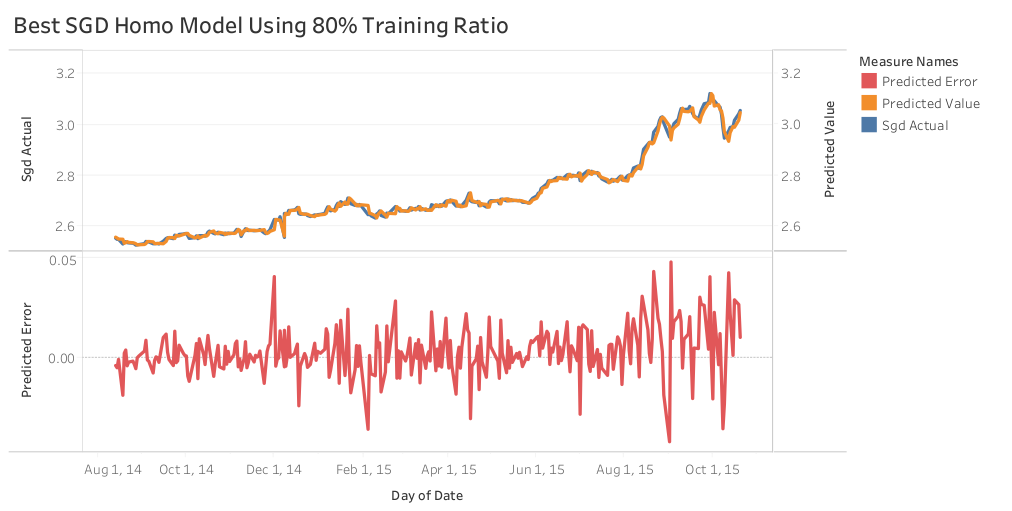 Best SGD Homo Model Using 80% Training Ratio
Measure Names
Predicted Error
Predicted Value
Sgd Actual
Sgd Actual
3.2
3.0
2.8
2.6
3.2
3.0
2.8
2.6
Predicted Value
Predicted Error
0.05
0.00
Aug 1, 14 Oct 1, 14 Dec 1, 14 Feb 1, 15 Apr 1, 15 Jun 1, 15 Aug 1, 15 Oct 1, 15
Day of Date